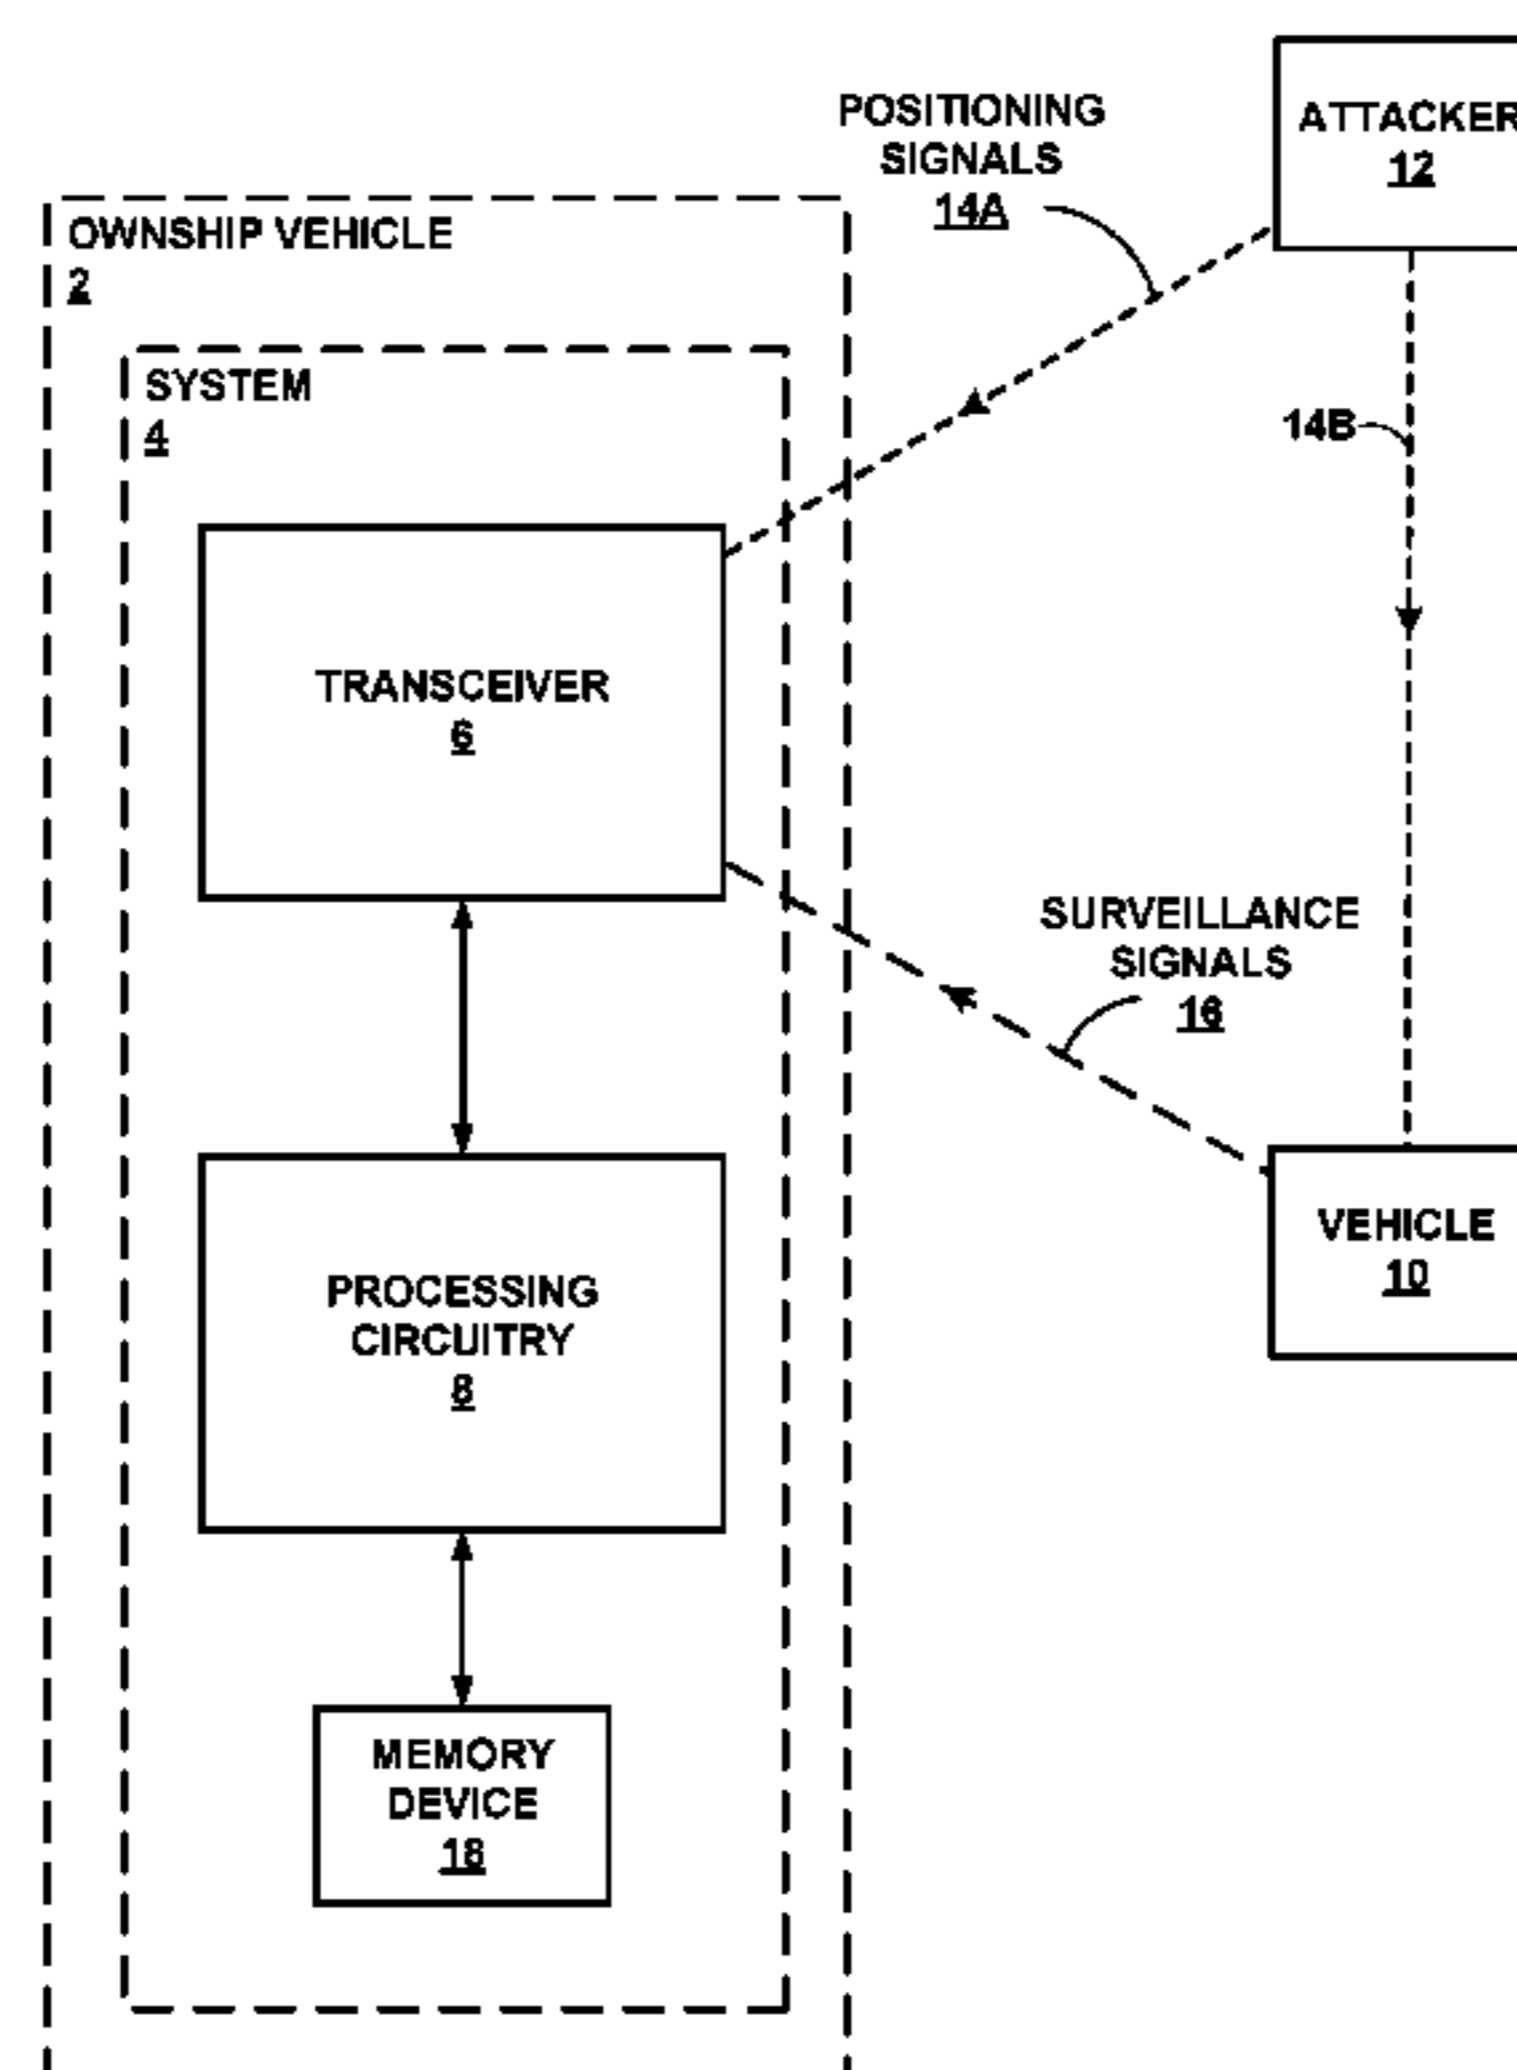 ATTACKER
12
POSITIONING
SIGNALS
14A
OWNSHIP VEHICLE
2
SYSTEM
4
14B
TRANSCEIVER
6
SURVEILLANCE
SIGNALS
16
VEHICLE
10
PROCESSING
CIRCUITRY
8
MEMORY
DEVICE
18